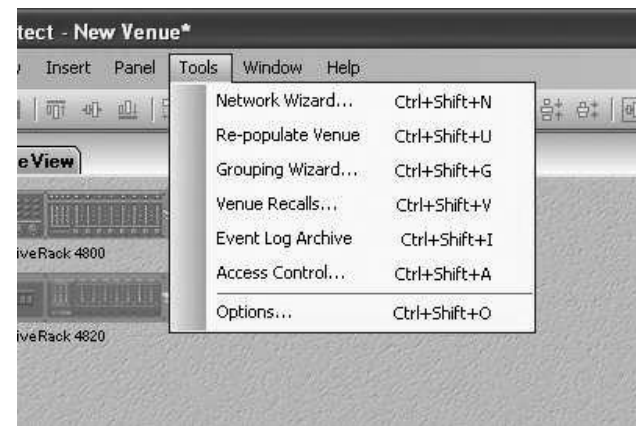 tect - New Venue*
Insert Panel Tools Window Help
Network Wizard... Ctrl+Shift+N
Re-populate Venue Ctrl+Shift+U
Grouping Wizard... Ctrl+Shift+G
Venue Recalls... Ctrl+Shift+V
Event Log Archive Ctrl+Shift+I
Access Control... Ctrl+Shift+A
Options... Ctrl+Shift+O
eView
iveRack 4800
iveRack 4820